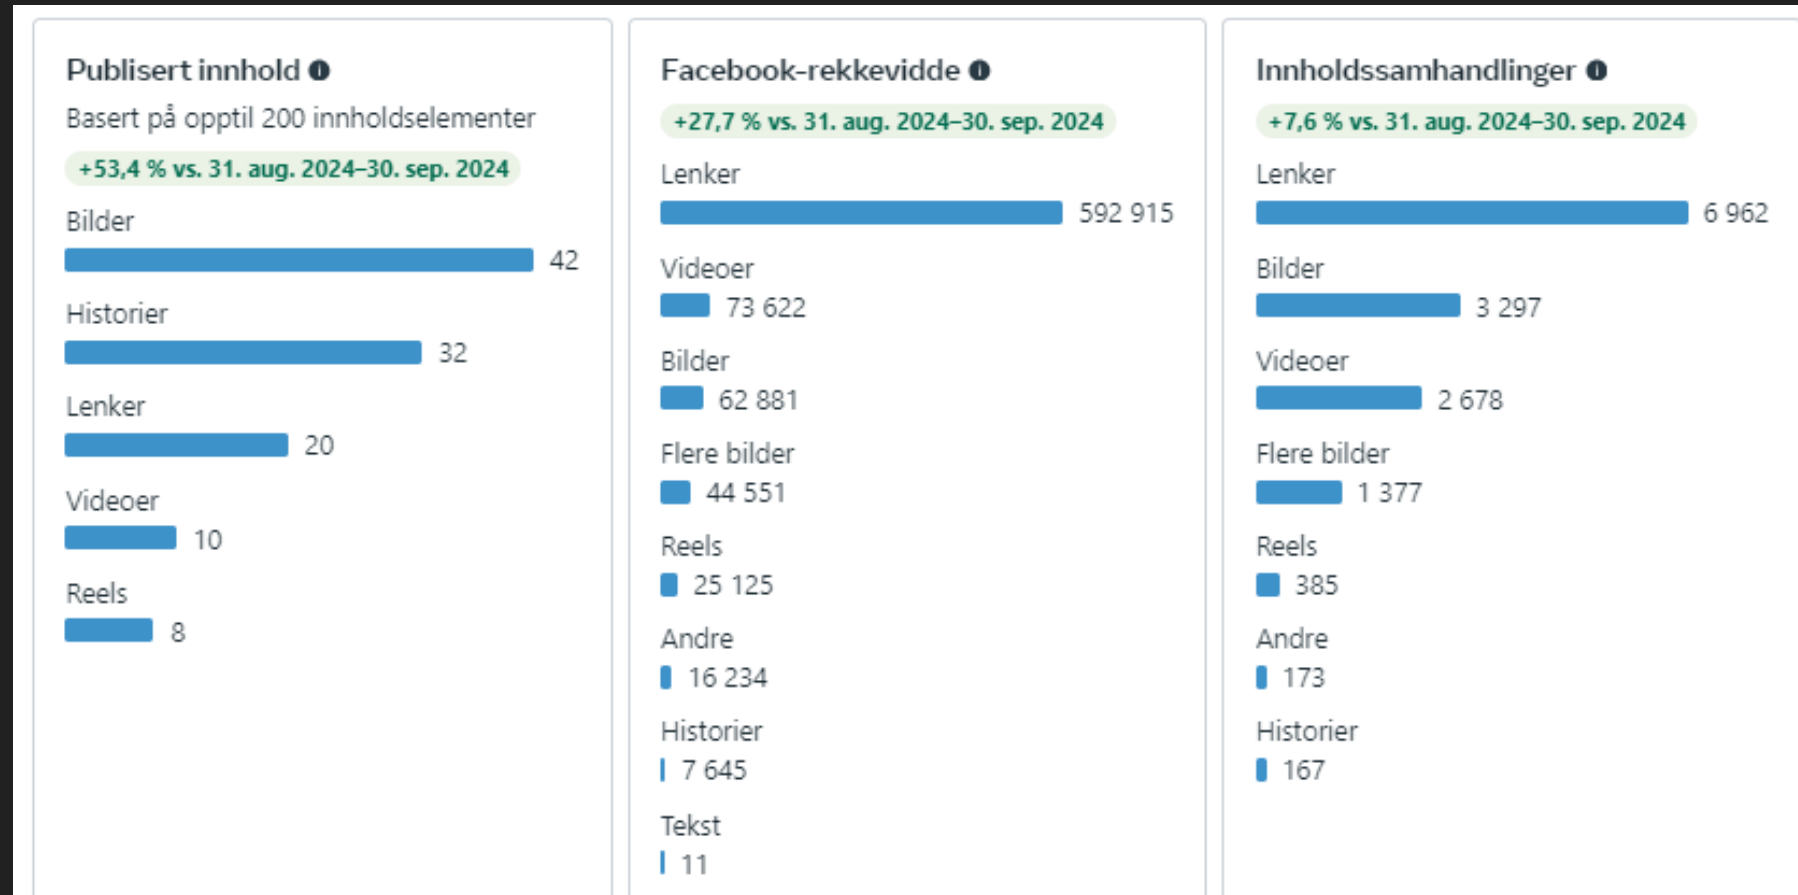 Publisert innhold
Basert på opptil 200 innholdselementer
+53,4 % vs. 31. aug. 2024–30. sep. 2024
Bilder
42
Historier
32
Lenker
20
Videoer
10
Reels
8
Facebook-rekkevidde
+27,7 % vs. 31. aug. 2024–30. sep. 2024
Lenker
592 915
Videoer
73 622
Bilder
62 881
Flere bilder
44 551
Reels
25 125
Andre
16 234
Historier
7 645
Tekst
11
Innholdssamhandlinger
+7,6 % vs. 31. aug. 2024–30. sep. 2024
Lenker
6 962
Bilder
3 297
Videoer
2 678
Flere bilder
1 377
Reels
385
Andre
173
Historier
167